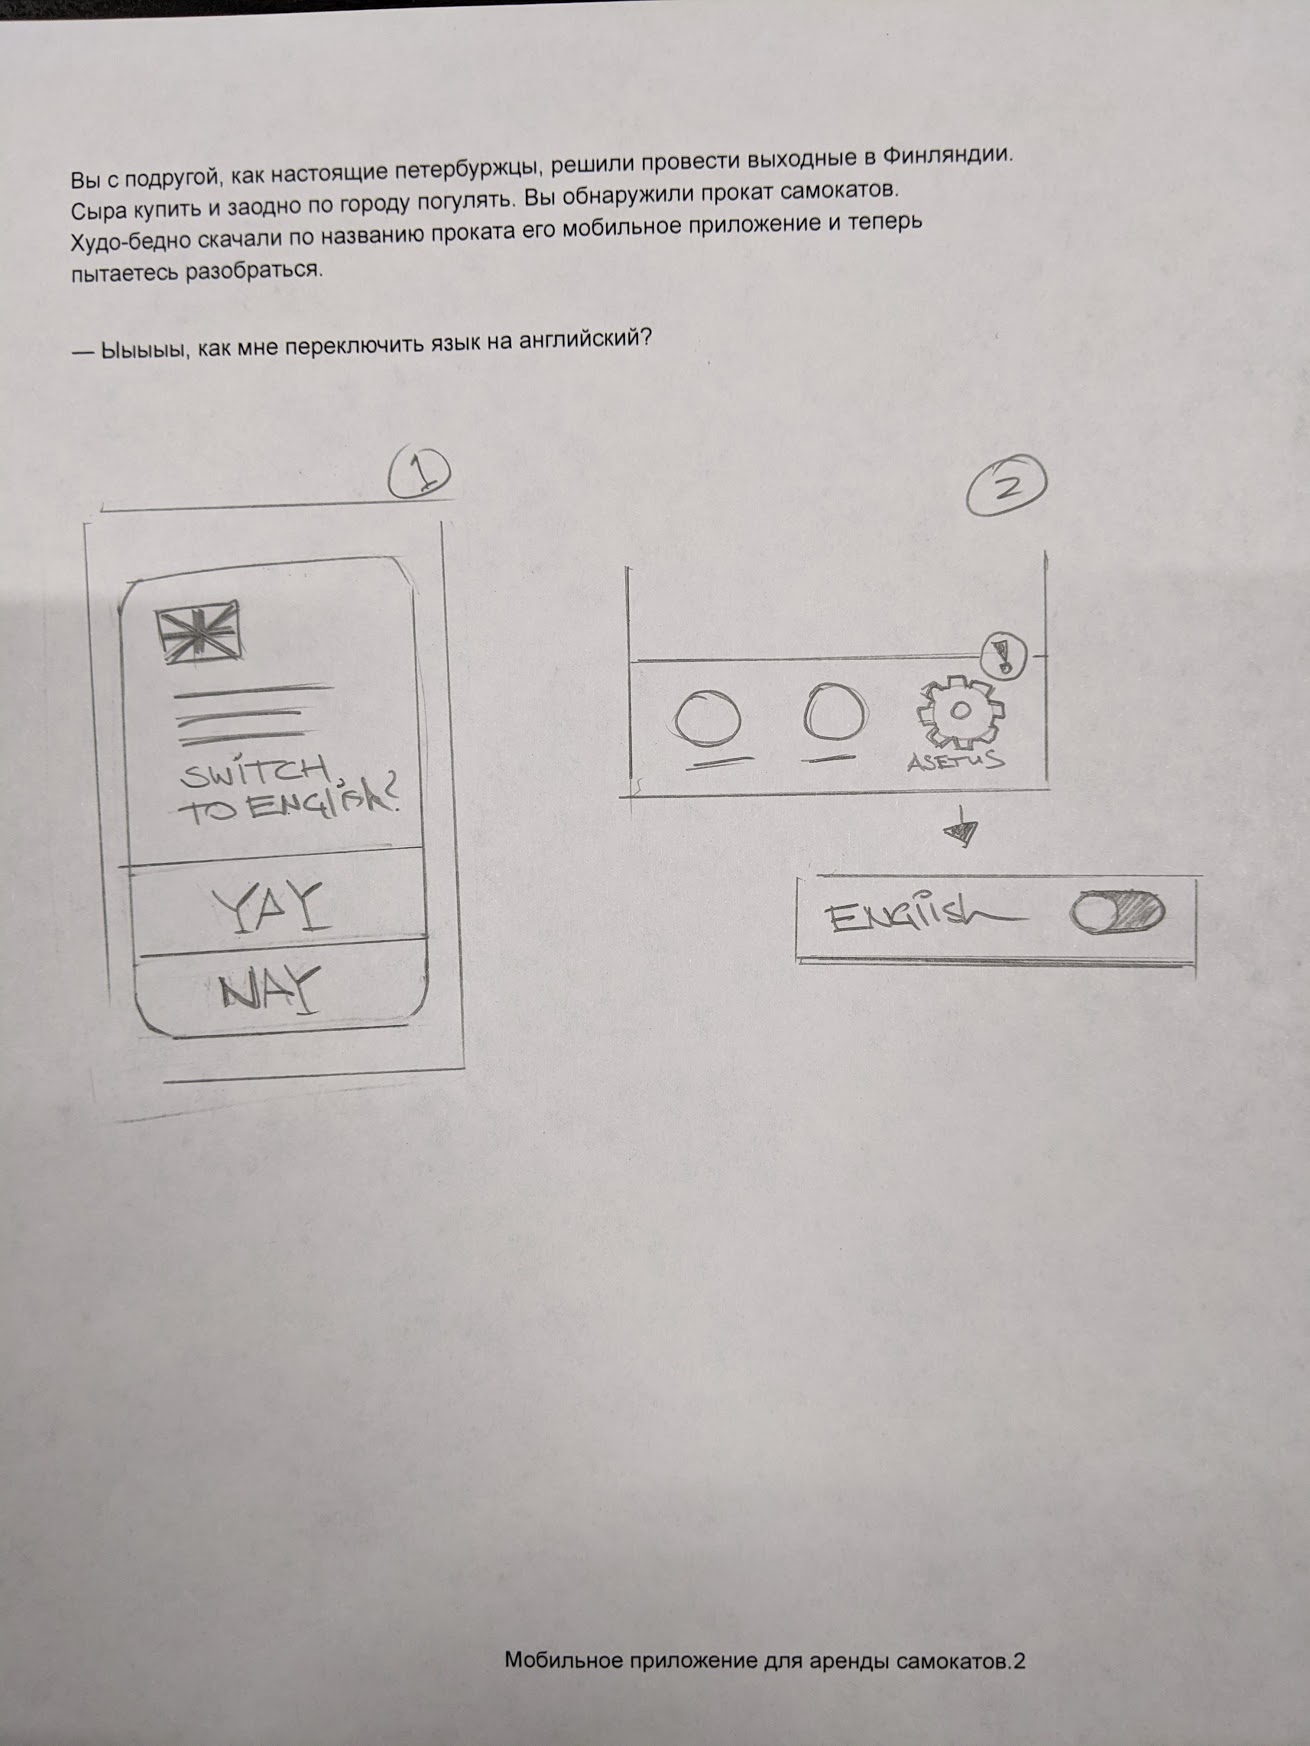 Вы с подругой, как настоящие петербуржцы, решили провести выходные в Финляндии.
Сыра купить и заодно по городу погулять. Вы обнаружили прокат самокатов.
Худо-бедно скачали по названию проката его мобильное приложение и теперь
пытаетесь разобраться.
— Ыыыыы, как мне переключить язык на английский?
1
SWITCH
TO ENGlish?
YAY
NAY
2
!
ASETUS
ENGlish
Мобильное приложение для аренды самокатов.2